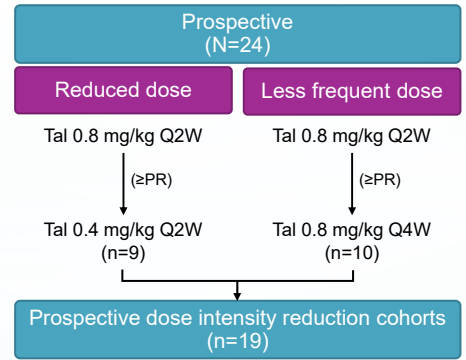 Prospective
(N=24)
Reduced dose
Less frequent dose
Tal 0.8 mg/kg Q2W
Tal 0.8 mg/kg Q2W
(≥PR)
(≥PR)
Tal 0.4 mg/kg Q2W
(n=9)
Tal 0.8 mg/kg Q4W
(n=10)
Prospective dose intensity reduction cohorts
(n=19)